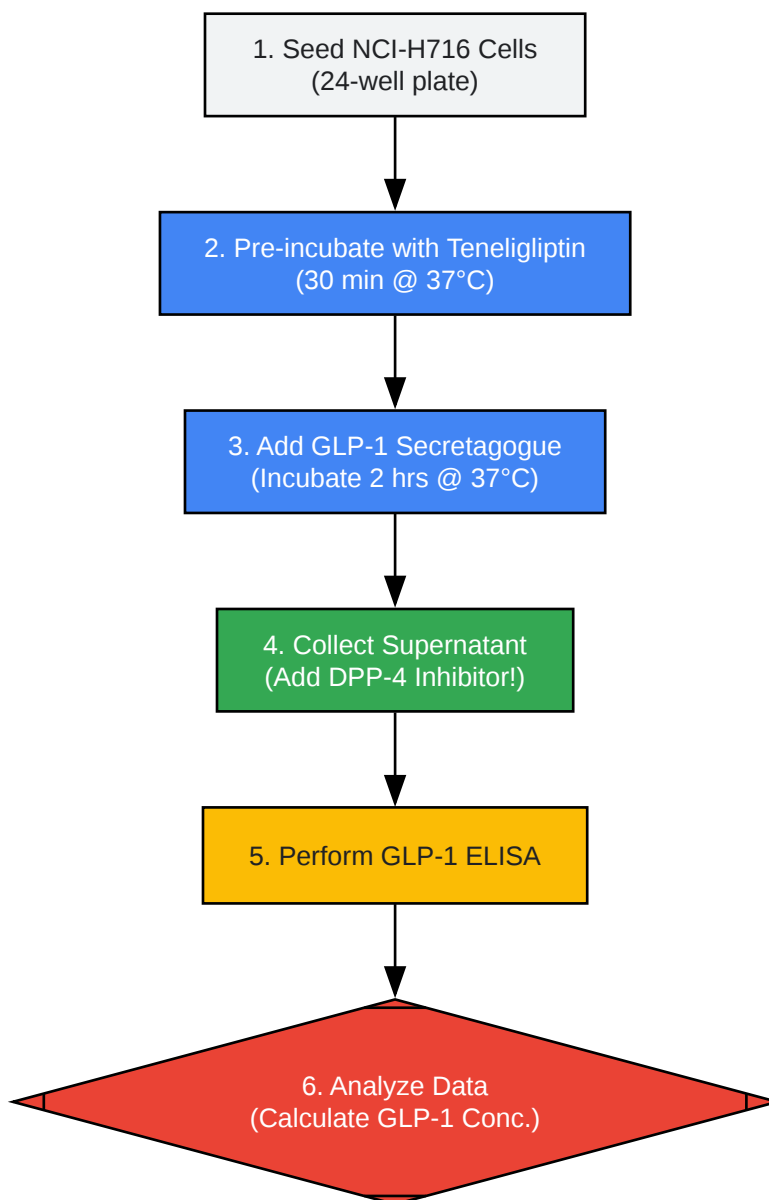 1. Seed NCI-H716 Cells
(24-well plate)
2. Pre-incubate with Teneligliptin
(30 min @ 37°C)
3. Add GLP-1 Secretagogue
(Incubate 2 hrs @ 37°C)
4. Collect Supernatant
(Add DPP-4 Inhibitor!)
5. Perform GLP-1 ELISA
6. Analyze Data
(Calculate GLP-1 Conc.)